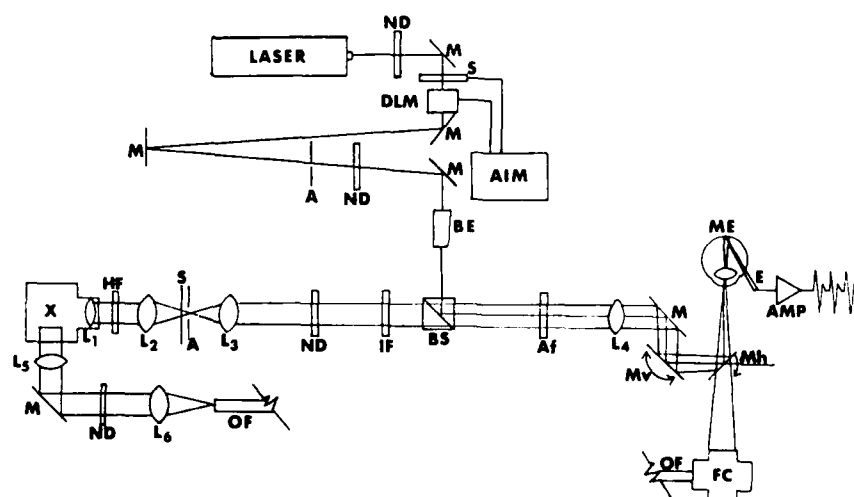 ND
LASER
M
S
DLM
M
M
A
ND
M
AIM
BE
ME
E
AMP
X
HF
L1
L2
S
A
L3
ND
IF
BS
Af
L4
M
Mv
Mh
L5
M
ND
L6
OF
OF
FC